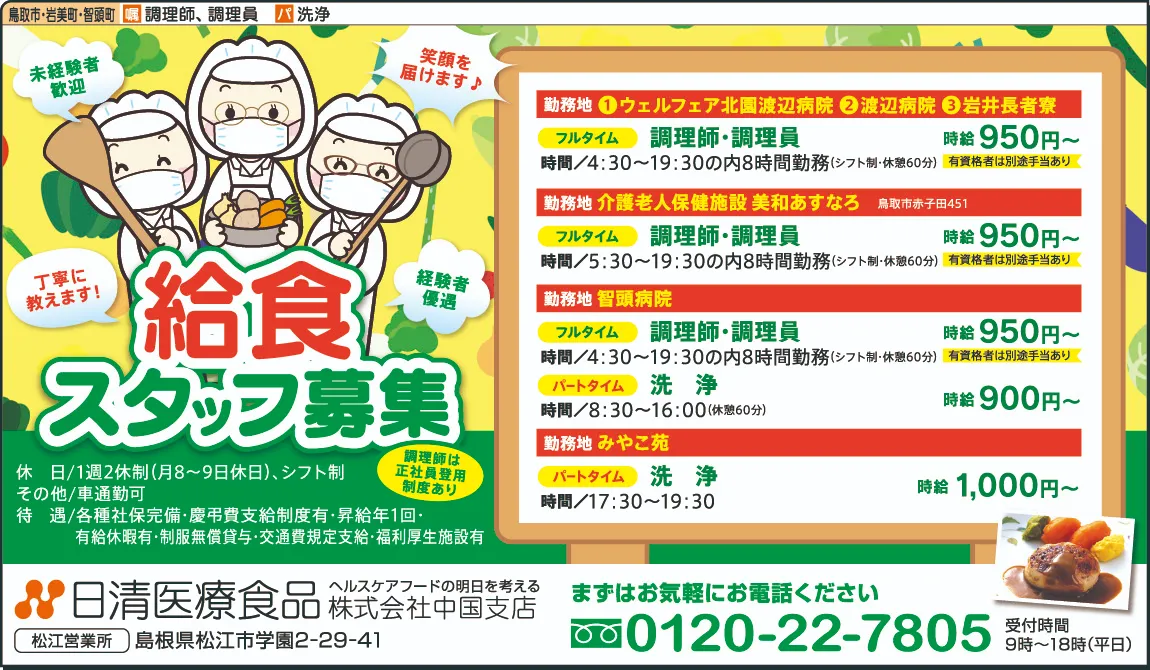 鳥取市・岩美町・智頭町 嘱 調理師、調理員 パ 洗浄
未経験者
歓迎
笑顔を
届けます♪
丁寧に
教えます!
経験者
優遇
給食
スタッフ募集
調理師は
正社員登用
制度あり
休 日/1週2休制(月8〜9日休日)、シフト制
その他/車通勤可
待 遇/各種社保完備・慶弔費支給制度有・昇給年1回・
有給休暇有・制服無償貸与・交通費規定支給・福利厚生施設有
勤務地 ❶ウェルフェア北園渡辺病院 ❷渡辺病院 ❸岩井長者寮
フルタイム 調理師・調理員 時給950円〜
時間/4:30〜19:30の内8時間勤務(シフト制・休憩60分) 有資格者は別途手当あり
勤務地 介護老人保健施設 美和あすなろ 鳥取市赤子田451
フルタイム 調理師・調理員 時給950円〜
時間/5:30〜19:30の内8時間勤務(シフト制・休憩60分) 有資格者は別途手当あり
勤務地 智頭病院
フルタイム 調理師・調理員 時給950円〜
時間/4:30〜19:30の内8時間勤務(シフト制・休憩60分) 有資格者は別途手当あり
パートタイム 洗 浄 時給900円〜
時間/8:30〜16:00(休憩60分)
勤務地 みやこ苑
パートタイム 洗 浄 時給1,000円〜
時間/17:30〜19:30
日清医療食品 ヘルスケアフードの明日を考える
株式会社中国支店
松江営業所 島根県松江市学園2-29-41
まずはお気軽にお電話ください
0120-22-7805 受付時間
9時〜18時(平日)